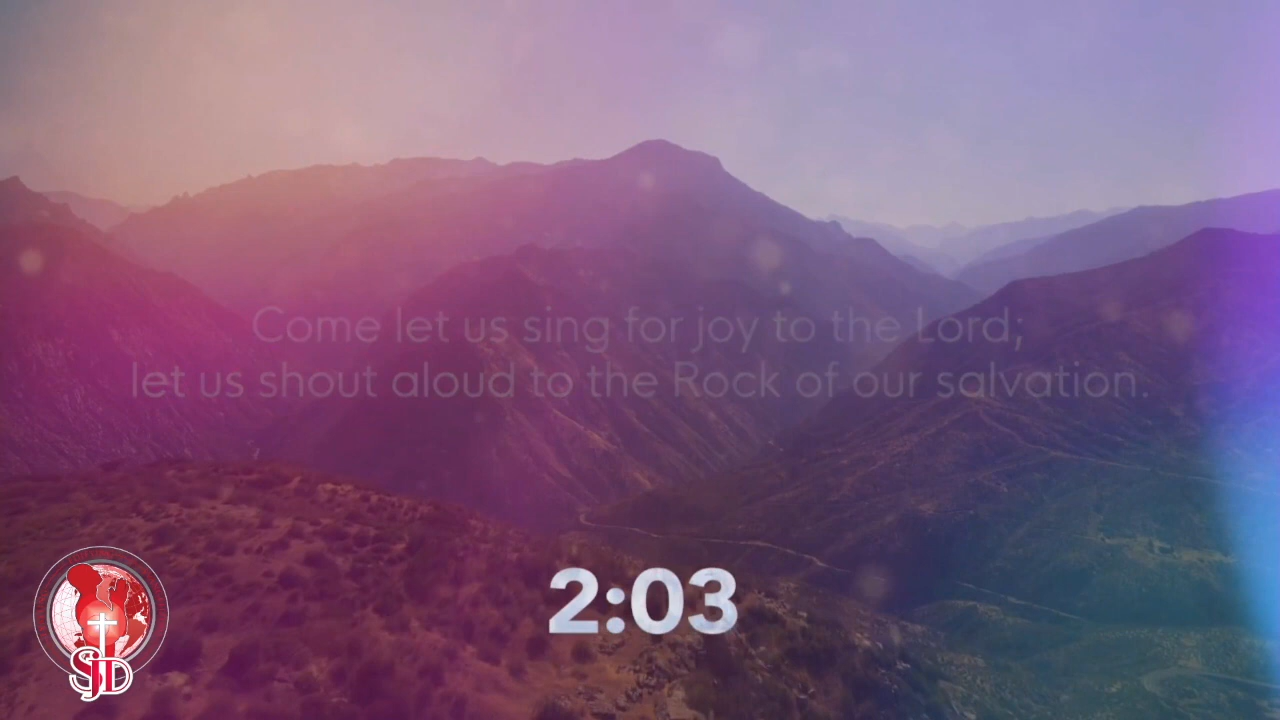 Come let us sing for joy to the Lord;
let us shout aloud to the Rock of our salvation.
2:03
SJD